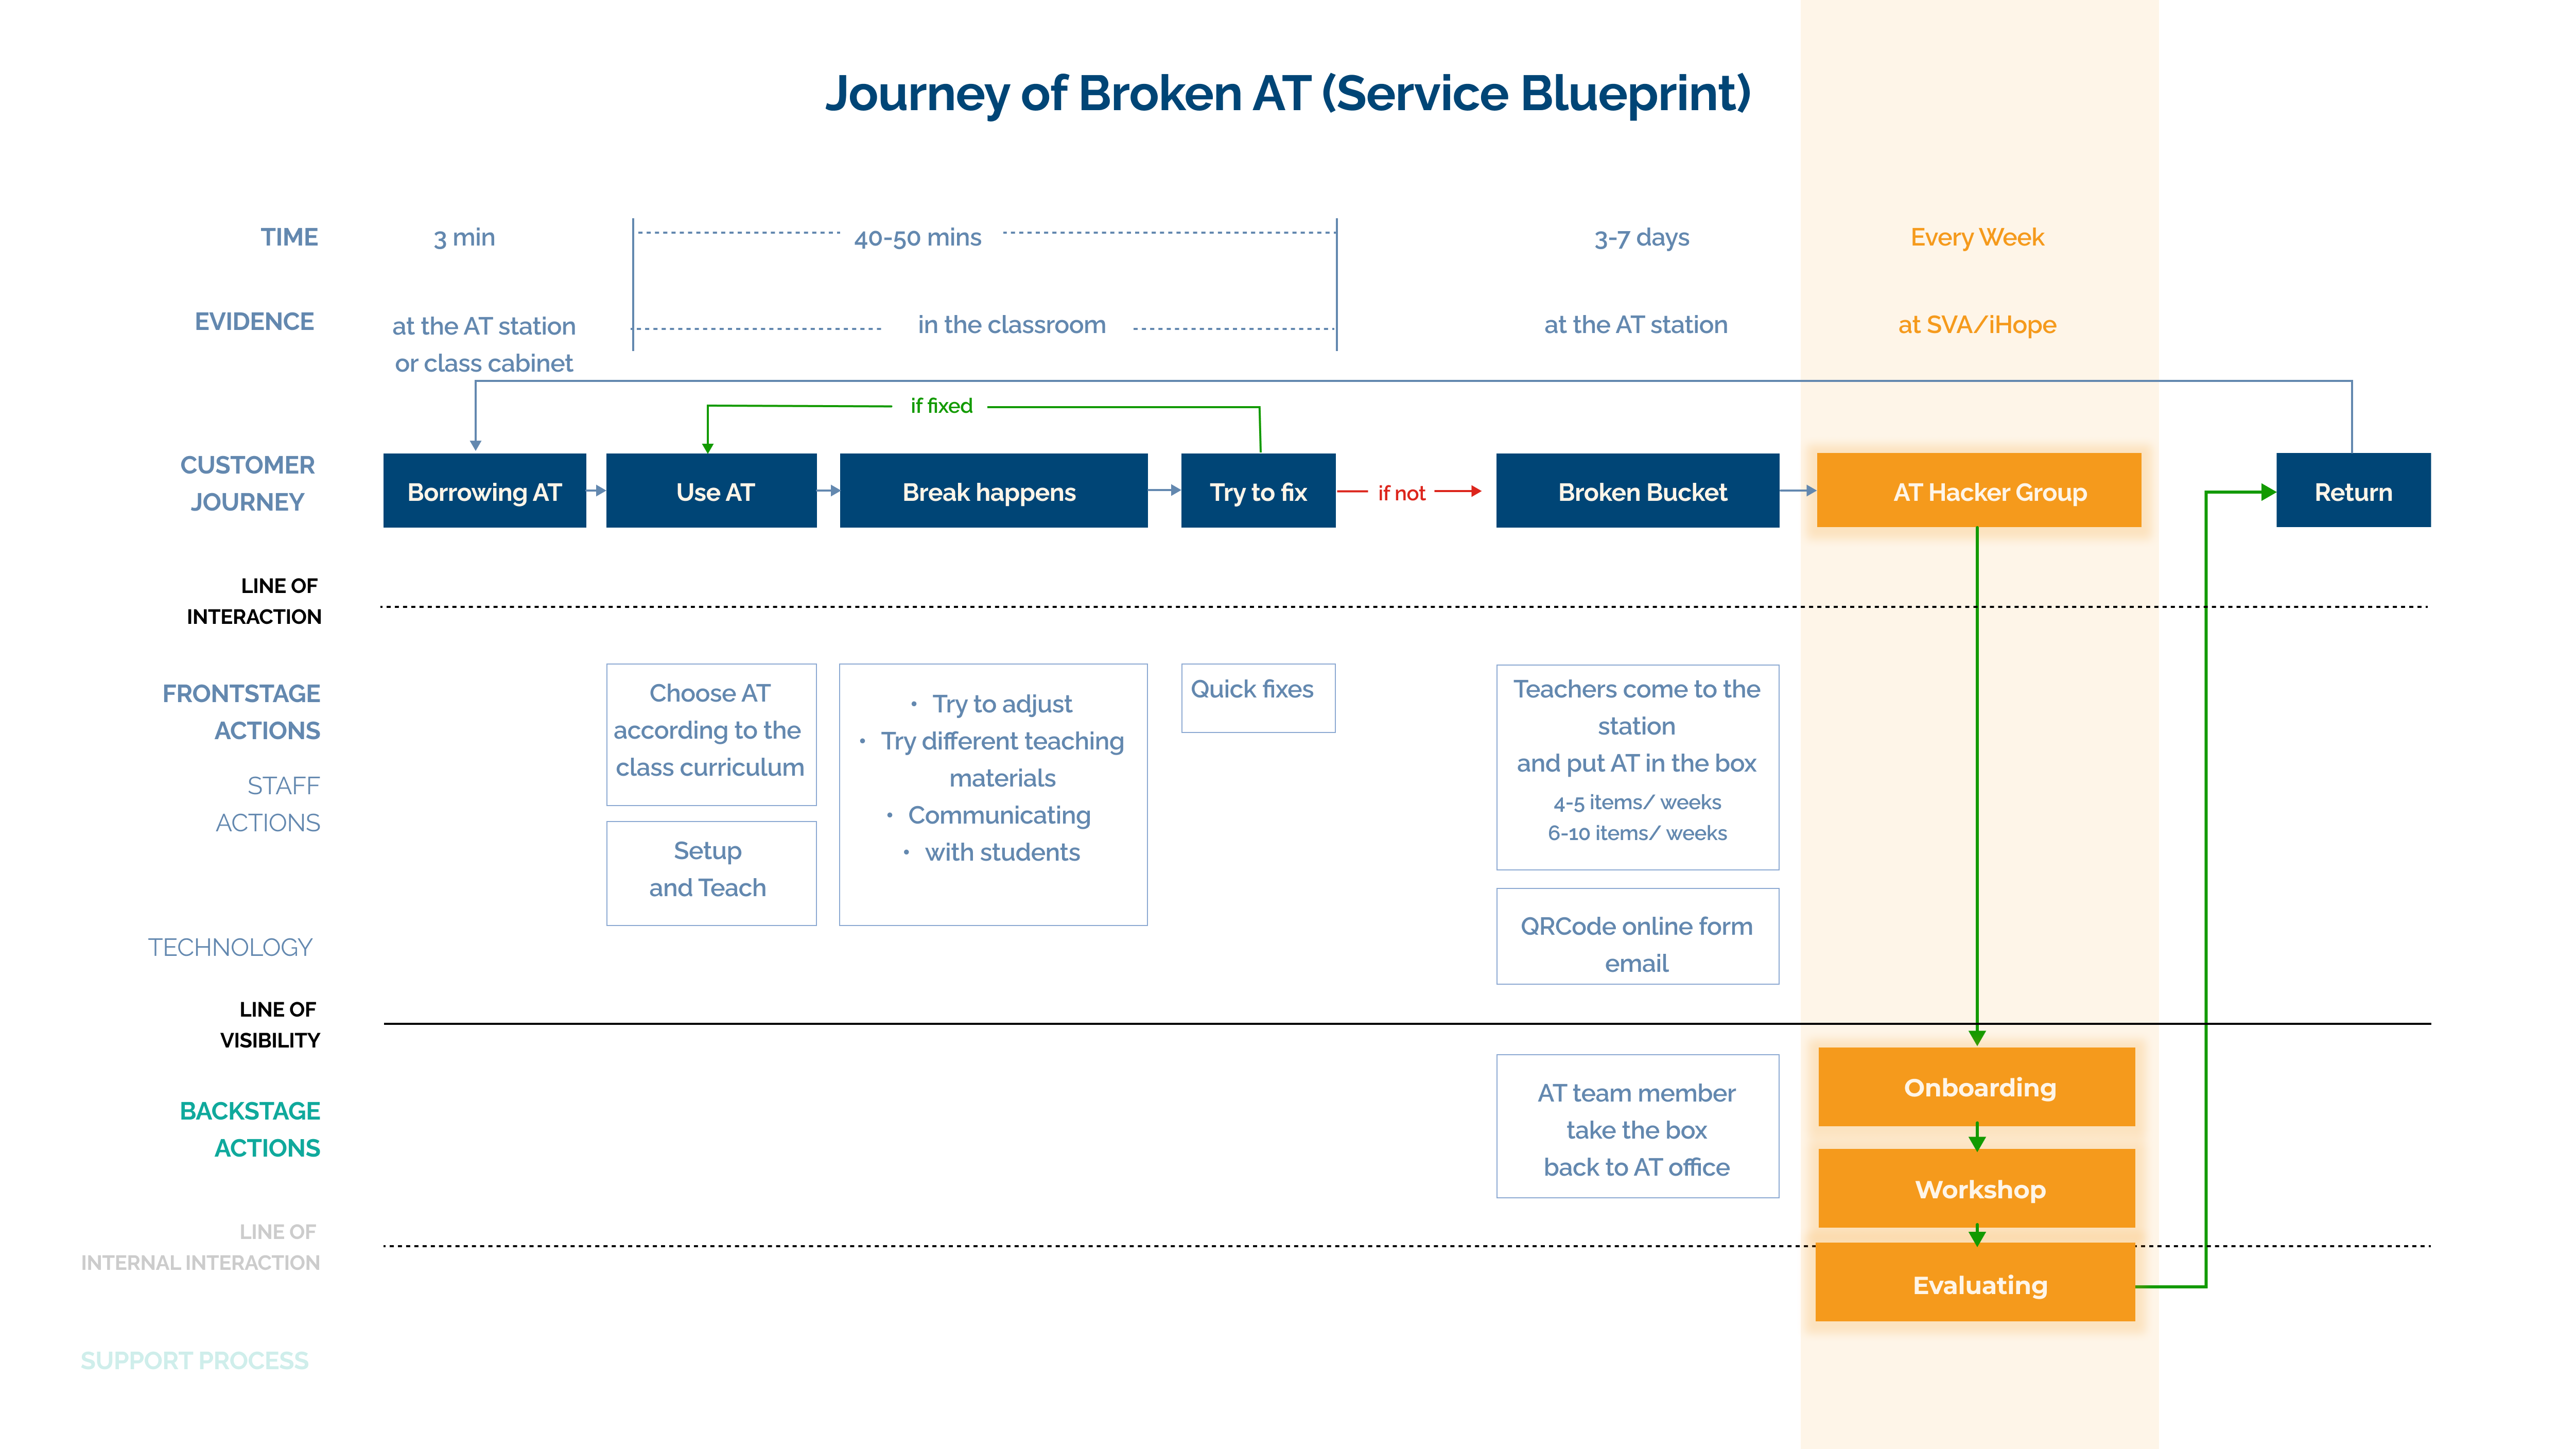 Journey of Broken AT (Service Blueprint)
TIME
3 min
40-50 mins
3-7 days
Every Week
EVIDENCE
at the AT station
or class cabinet
in the classroom
at the AT station
at SVA/iHope
if fixed
CUSTOMER
JOURNEY
Borrowing AT
Use AT
Break happens
Try to fix
if not
Broken Bucket
AT Hacker Group
Return
LINE OF
INTERACTION
FRONTSTAGE
ACTIONS
STAFF
ACTIONS
Choose AT
according to the
class curriculum
Setup
and Teach
• Try to adjust
• Try different teaching
materials
• Communicating
• with students
Quick fixes
Teachers come to the
station
and put AT in the box
4-5 items/ weeks
6-10 items/ weeks
TECHNOLOGY
QRCode online form
email
LINE OF
VISIBILITY
BACKSTAGE
ACTIONS
AT team member
take the box
back to AT office
Onboarding
Workshop
LINE OF
INTERNAL INTERACTION
Evaluating
SUPPORT PROCESS